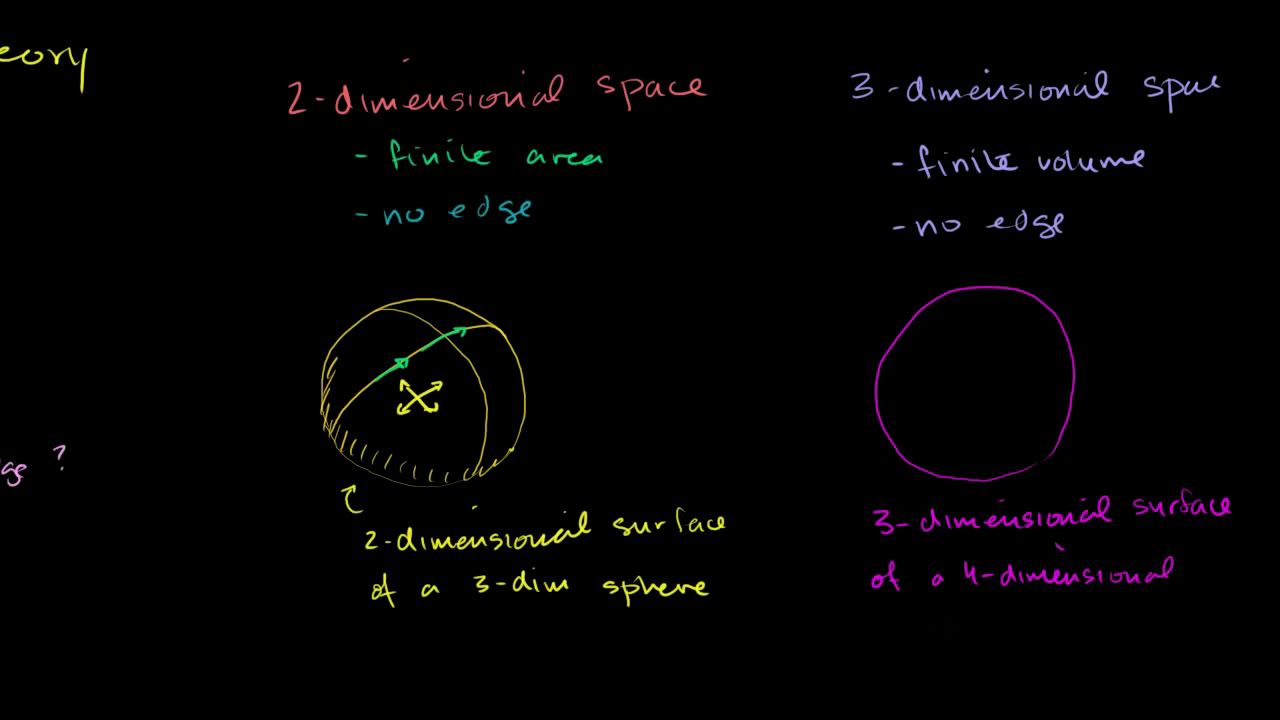 eory
2-dimensional space
- finite area
- no edge
3-dimensional space
- finite volume
- no edge
ge ?
2-dimensional surface
of a 3-dim sphere
3-dimensional surface
of a 4-dimensional